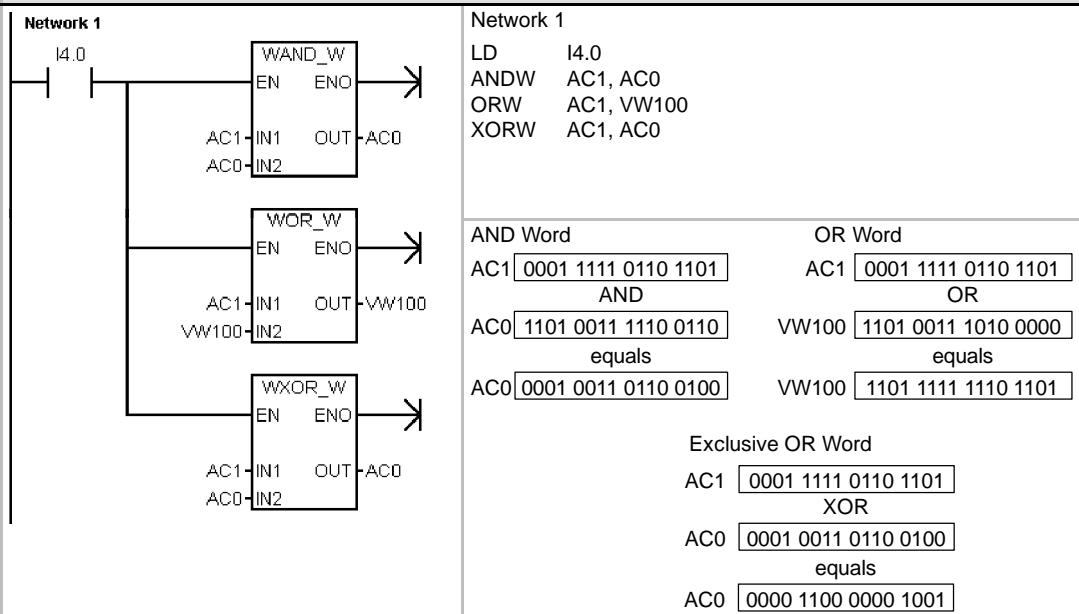 Network 1
I4.0
WAND_W
EN ENO
AC1 IN1 OUT AC0
AC0 IN2
WOR_W
EN ENO
AC1 IN1 OUT VW100
VW100 IN2
WXOR_W
EN ENO
AC1 IN1 OUT AC0
AC0 IN2
Network 1
LD I4.0
ANDW AC1, AC0
ORW AC1, VW100
XORW AC1, AC0
AND Word
AC1 0001 1111 0110 1101
AND
AC0 1101 0011 1110 0110
equals
AC0 0001 0011 0110 0100
OR Word
AC1 0001 1111 0110 1101
OR
VW100 1101 0011 1010 0000
equals
VW100 1101 1111 1110 1101
Exclusive OR Word
AC1 0001 1111 0110 1101
XOR
AC0 0001 0011 0110 0100
equals
AC0 0000 1100 0000 1001